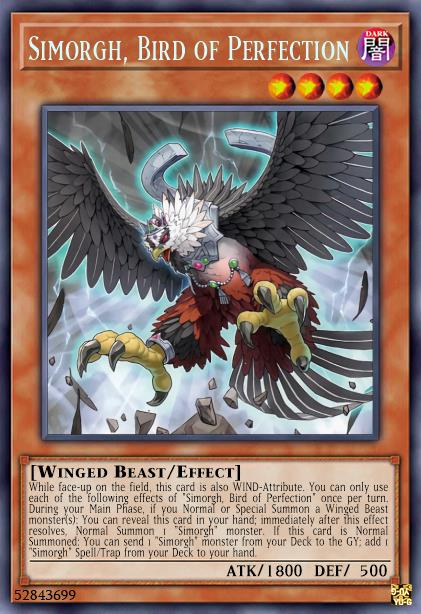 Simorgh, Bird of Perfection
DARK
闇
[Winged Beast/Effect]
While face-up on the field, this card is also WIND-Attribute. You can only use
each of the following effects of "Simorgh, Bird of Perfection" once per turn.
During your Main Phase, if you Normal or Special Summon a Winged Beast
monster(s): You can reveal this card in your hand; immediately after this effect
resolves, Normal Summon 1 "Simorgh" monster. If this card is Normal
Summoned: You can send 1 "Simorgh" monster from your Deck to the GY; add 1
"Simorgh" Spell/Trap from your Deck to your hand.
ATK/1800 DEF/ 500
52843699